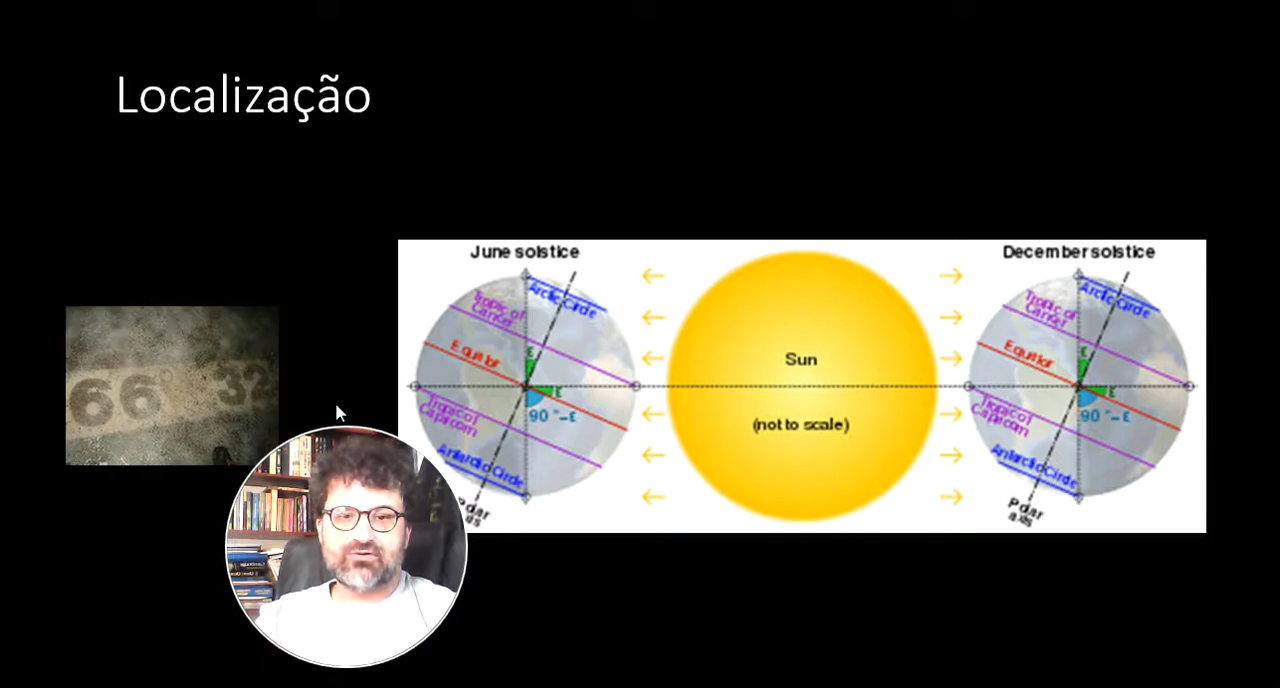 Localização
66° 32
June solstice
Arctic Circle
Tropic of
Cancer
Equator
ε
ε
90°-ε
Tropic of
Capricorn
Antarctic Circle
Polar
axis
Sun
(not to scale)
December solstice
Arctic Circle
Tropic of
Cancer
Equator
ε
ε
90°-ε
Tropic of
Capricorn
Antarctic Circle
Polar
axis